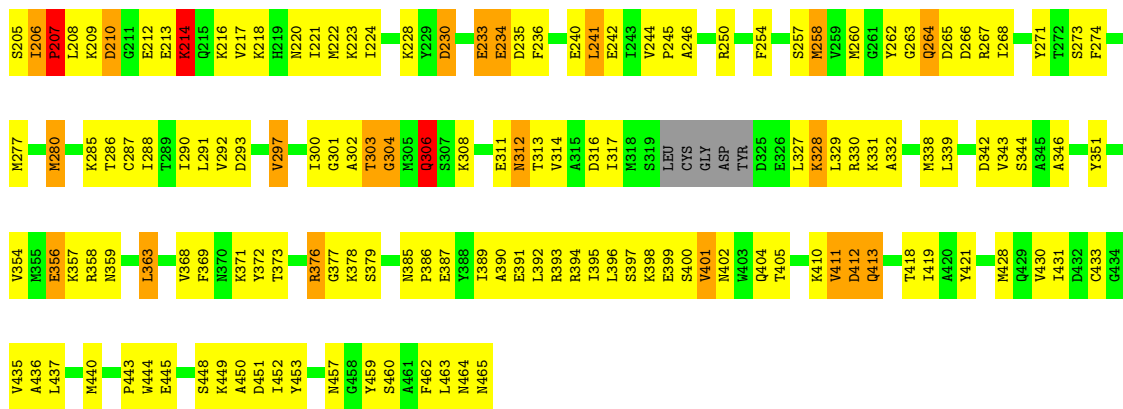 S205 I206 P207 L208 K209 D210 G211 E212 E213 K214 Q215 K216 V217 K218 H219 N220 I221 M222 K223 I224 K228 Y229 D230 E233 E234 D235 F236 E240 L241 E242 I243 V244 P245 A246 R250 F254 S257 M258 V259 M260 G261 Y262 G263 Q264 D265 D266 R267 I268 Y271 T272 S273 F274
M277 M280 K285 T286 C287 I288 T289 I290 L291 V292 D293 V297 I300 G301 A302 T303 G304 M305 Q306 S307 K308 E311 N312 T313 V314 A315 D316 I317 M318 S319 LEU CYS GLY ASP TYR D325 E326 L327 K328 L329 R330 K331 A332 M338 L339 D342 V343 S344 A345 A346 Y351
V354 M355 E356 K357 R358 N359 L363 V368 F369 N370 K371 Y372 T373 R376 G377 K378 S379 N385 P386 E387 Y388 I389 A390 E391 L392 R393 R394 I395 L396 S397 K398 E399 S400 V401 N402 W403 Q404 T405 K410 V411 D412 Q413 T418 I419 A420 Y421 M428 Q429 V430 I431 D432 C433 G434
V435 A436 L437 M440 P443 W444 E445 S448 K449 A450 D451 I452 Y453 N457 G458 Y459 S460 A461 F462 L463 N464 N465